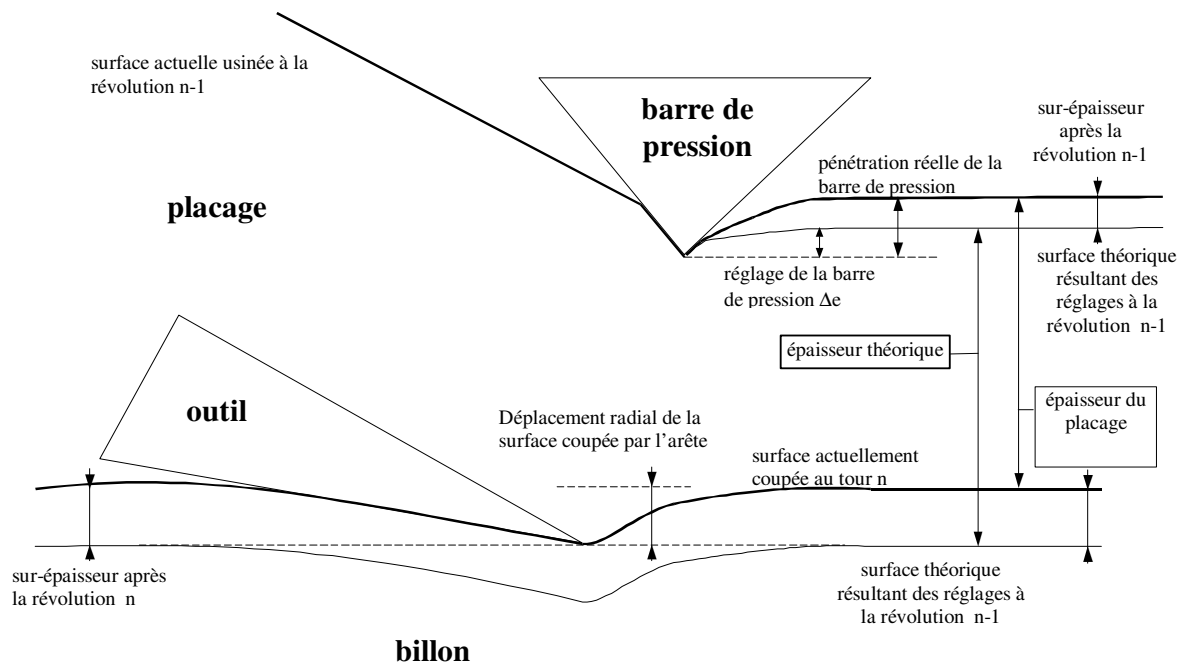 surface actuelle usinée à la
révolution n-1
barre de
pression
sur-épaisseur
après la
révolution n-1
pénétration réelle de la
barre de pression
placage
réglage de la barre
de pression Δe
surface théorique
résultant des
réglages à la
révolution n-1
épaisseur théorique
outil
Déplacement radial de la
surface coupée par l'arête
épaisseur du
placage
surface actuellement
coupée au tour n
sur-épaisseur après
la révolution n
surface théorique
résultant des réglages à
la révolution n-1
billon